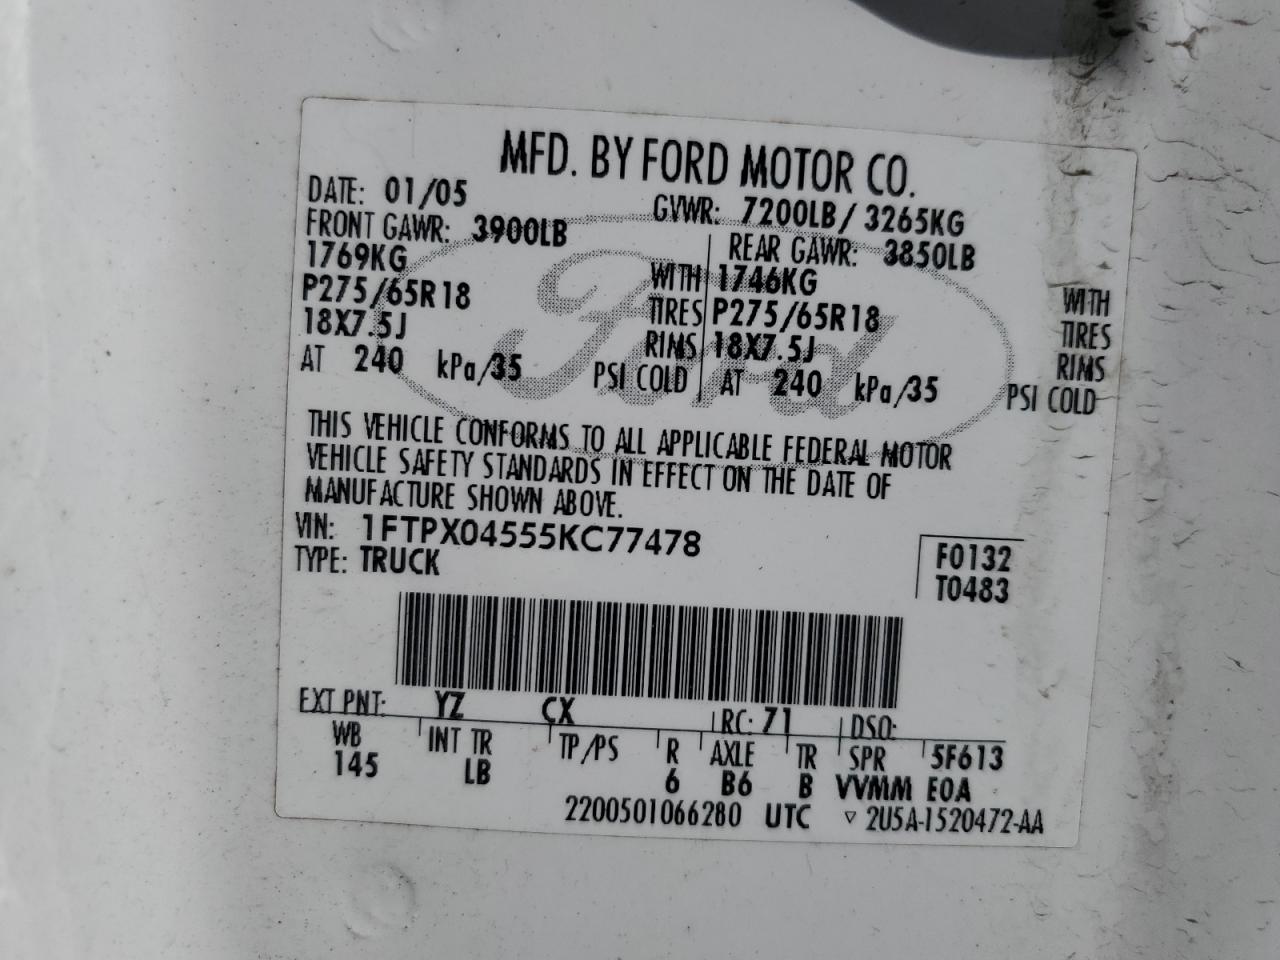 MFD. BY FORD MOTOR CO.
DATE: 01/05 GVWR: 7200LB/ 3265KG
FRONT GAWR: 3900LB REAR GAWR: 3850LB
1769KG WITH 1746KG WITH
P275/65R18 TIRES P275/65R18 TIRES
18X7.5J RIMS 18X7.5J RIMS
AT 240 kPa/35 PSI COLD AT 240 kPa/35 PSI COLD
Ford
THIS VEHICLE CONFORMS TO ALL APPLICABLE FEDERAL MOTOR
VEHICLE SAFETY STANDARDS IN EFFECT ON THE DATE OF
MANUFACTURE SHOWN ABOVE.
VIN: 1FTPX04555KC77478
TYPE: TRUCK
F0132
T0483
EXT PNT: YZ CX RC: 71 DSO:
WB INT TR TP/PS R AXLE TR SPR 5F613
145 LB 6 B6 B VVMM E0A
2200501066280 UTC ▽ 2U5A-1520472-AA